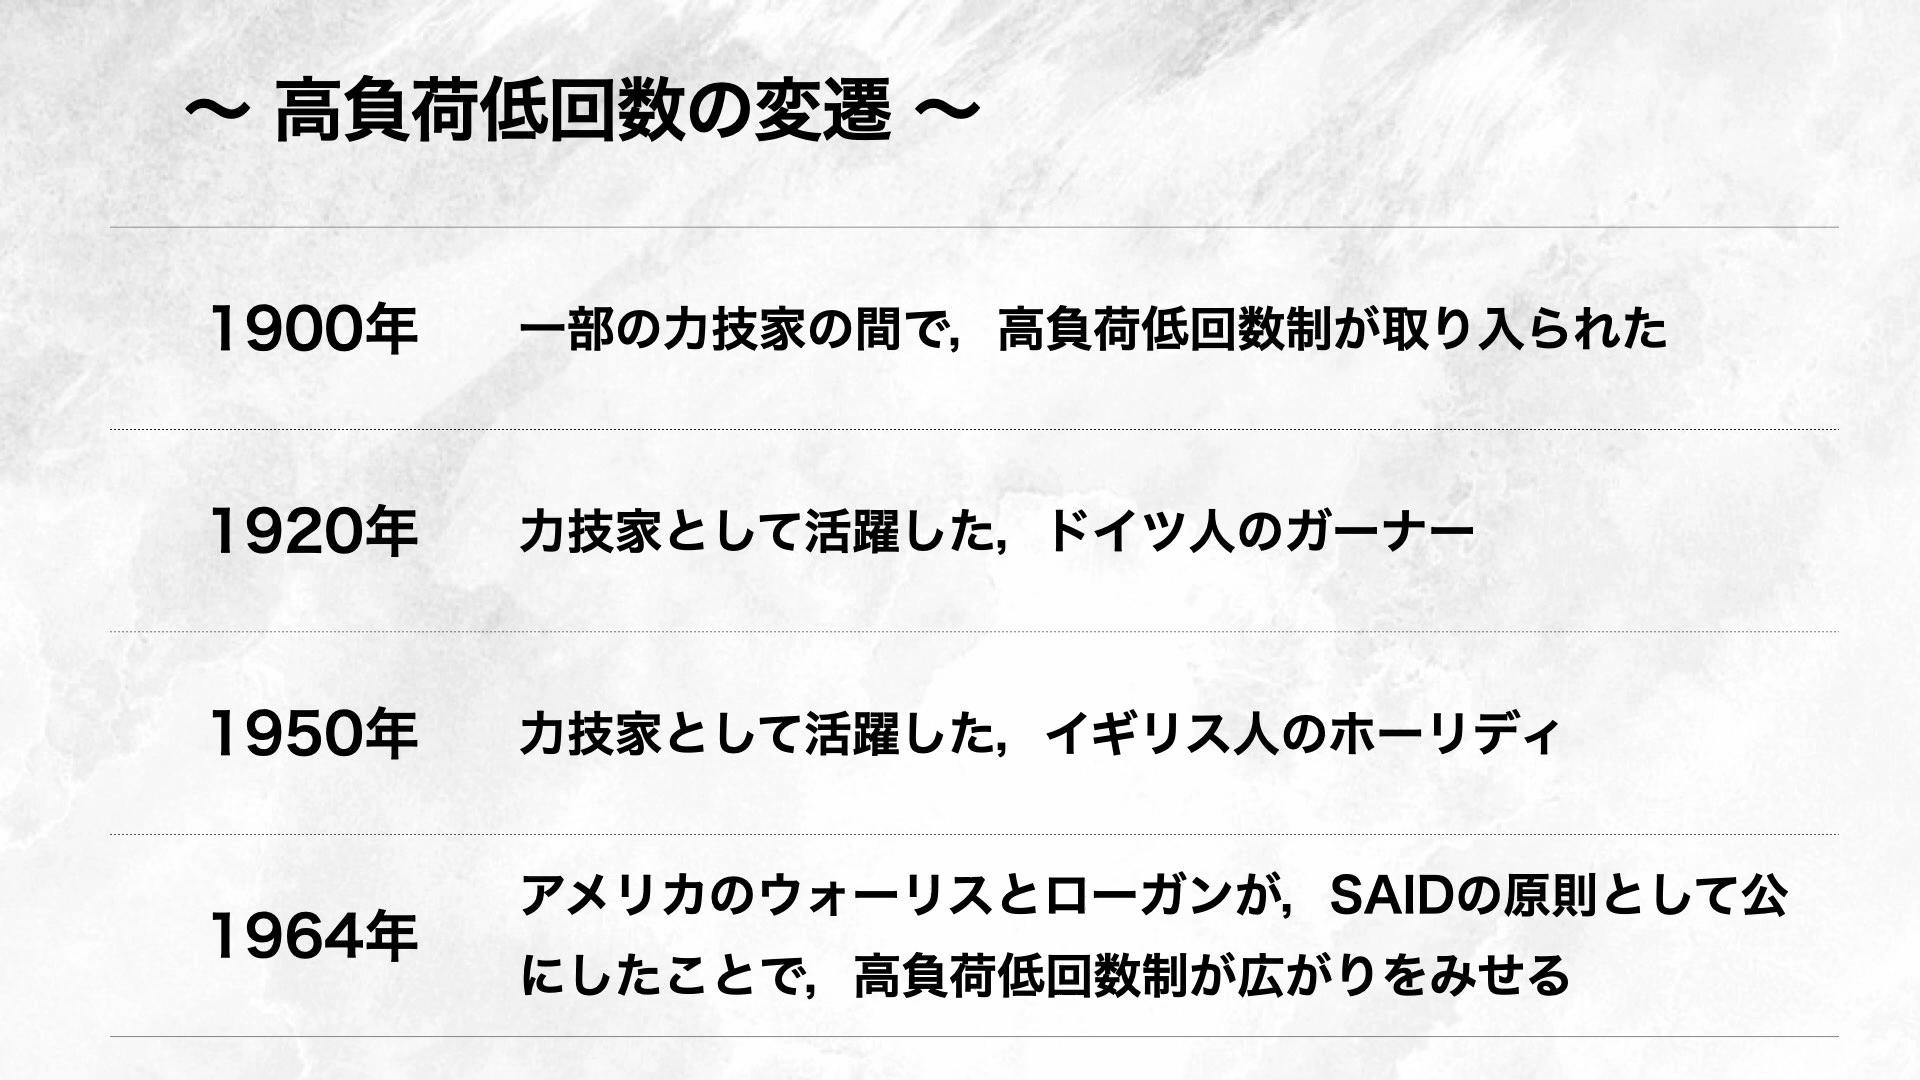 〜 高負荷低回数の変遷 〜
1900年
一部の力技家の間で，高負荷低回数制が取り入られた
1920年
力技家として活躍した，ドイツ人のガーナー
1950年
力技家として活躍した，イギリス人のホーリディ
1964年
アメリカのウォーリスとローガンが，SAIDの原則として公
にしたことで，高負荷低回数制が広がりをみせる